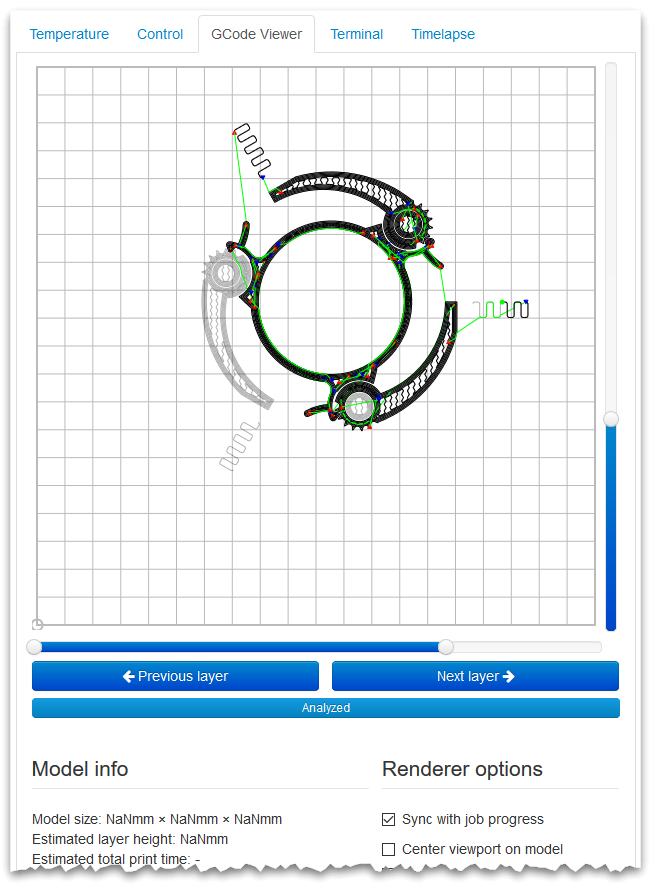 Temperature Control GCode Viewer Terminal Timelapse
Previous layer Next layer
Analyzed
Model info
Model size: NaNmm × NaNmm × NaNmm
Estimated layer height: NaNmm
Estimated total print time: -
Renderer options
Sync with job progress
Center viewport on model